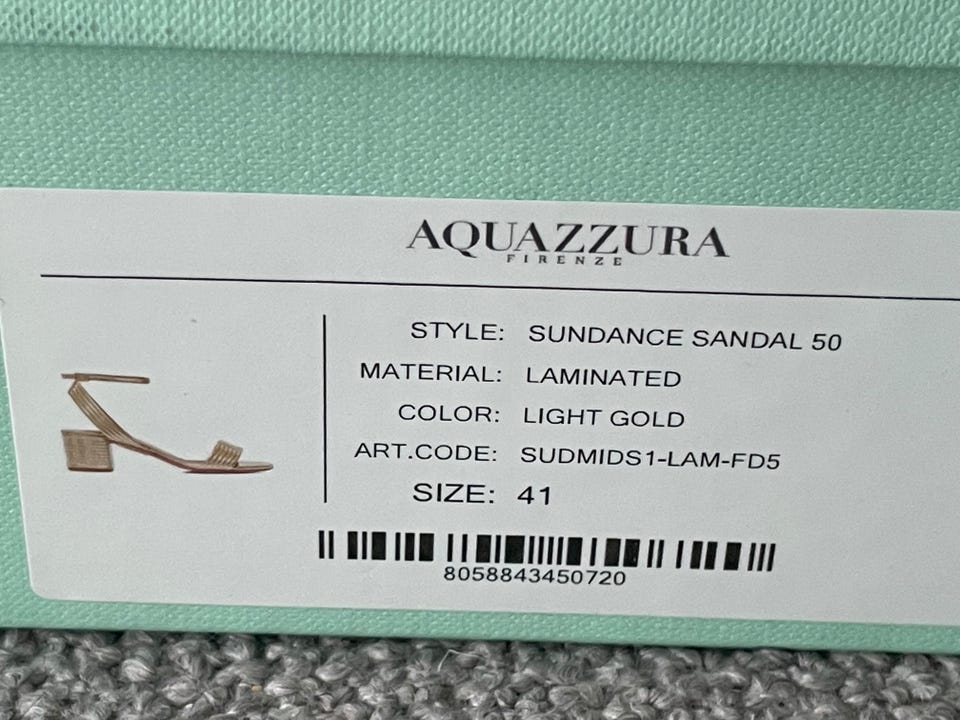 AQUAZZURA
FIRENZE
STYLE: SUNDANCE SANDAL 50
MATERIAL: LAMINATED
COLOR: LIGHT GOLD
ART.CODE: SUDMIDS1-LAM-FD5
SIZE: 41
8058843450720